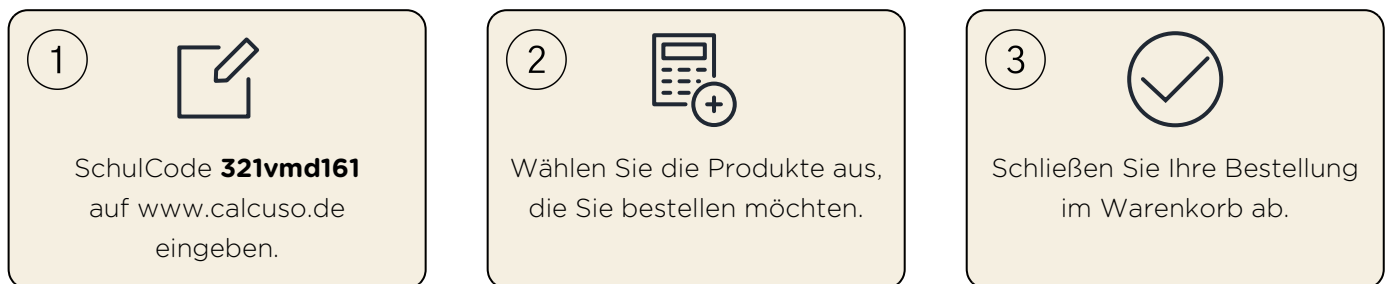 1
SchulCode 321vmd161
auf www.calcuso.de
eingeben.
2
Wählen Sie die Produkte aus,
die Sie bestellen möchten.
3
Schließen Sie Ihre Bestellung
im Warenkorb ab.